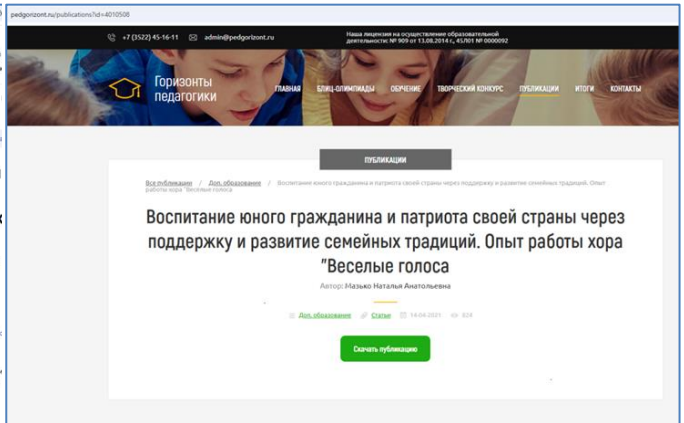 pedgorizont.ru/publications?id=4010508
+7 (3522) 45-16-11 admin@pedgorizont.ru
Наша лицензия на осуществление образовательной
деятельности: № 909 от 13.08.2014 г., 45Л01 № 0000092
Горизонты
педагогики
ГЛАВНАЯ БЛИЦ-ОЛИМПИАДЫ ОБУЧЕНИЕ ТВОРЧЕСКИЙ КОНКУРС ПУБЛИКАЦИИ ИТОГИ КОНТАКТЫ
ПУБЛИКАЦИИ
Все публикации / Доп. образование / Воспитание юного гражданина и патриота своей страны через поддержку и развитие семейных традиций. Опыт
работы хора "Веселые голоса
Воспитание юного гражданина и патриота своей страны через
поддержку и развитие семейных традиций. Опыт работы хора
"Веселые голоса
Автор: Мазько Наталья Анатольевна
Доп. образование Статьи 14-04-2021 828
Скачать публикацию